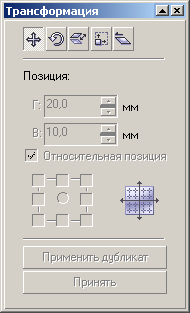 Трансформация
Позиция:
Г: 20,0 мм
В: 10,0 мм
Относительная позиция
Применить дубликат
Принять